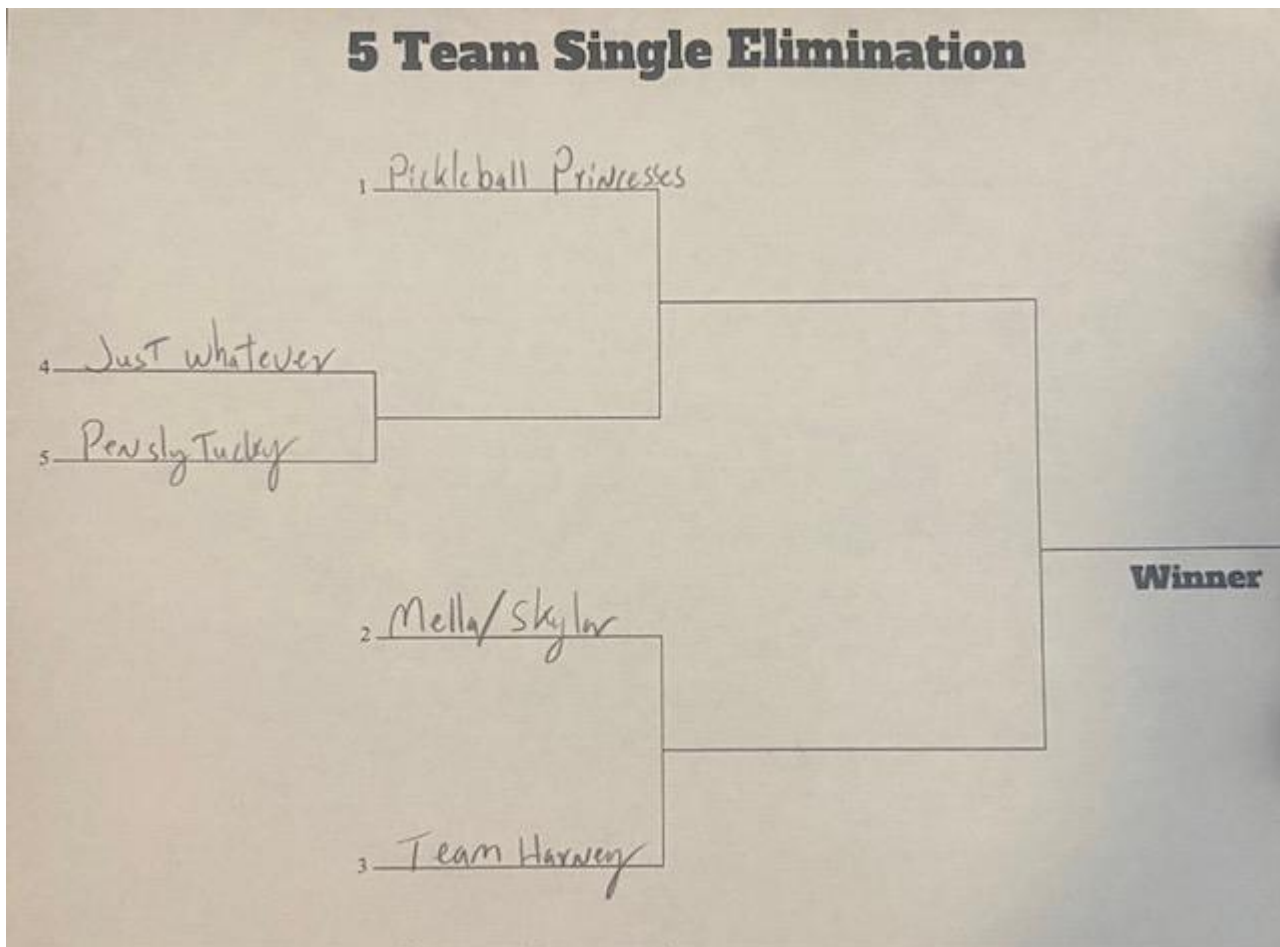 5 Team Single Elimination
1 Pickleball Princesses
4 Just Whatever
5 Pensly Tucky
Winner
2 Mella/Skylar
3 Team Harney